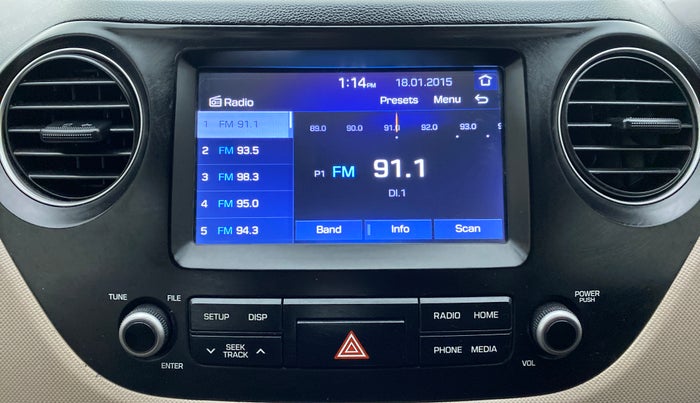 1:14PM 18.01.2015
Radio Presets Menu
1 FM 91.1
2 FM 93.5
3 FM 98.3
4 FM 95.0
5 FM 94.3
89.0 90.0 91.0 92.0 93.0
P1 FM 91.1
DI.1
Band Info Scan
TUNE FILE
ENTER
SETUP DISP
SEEK
TRACK
RADIO HOME
PHONE MEDIA
POWER
PUSH
VOL